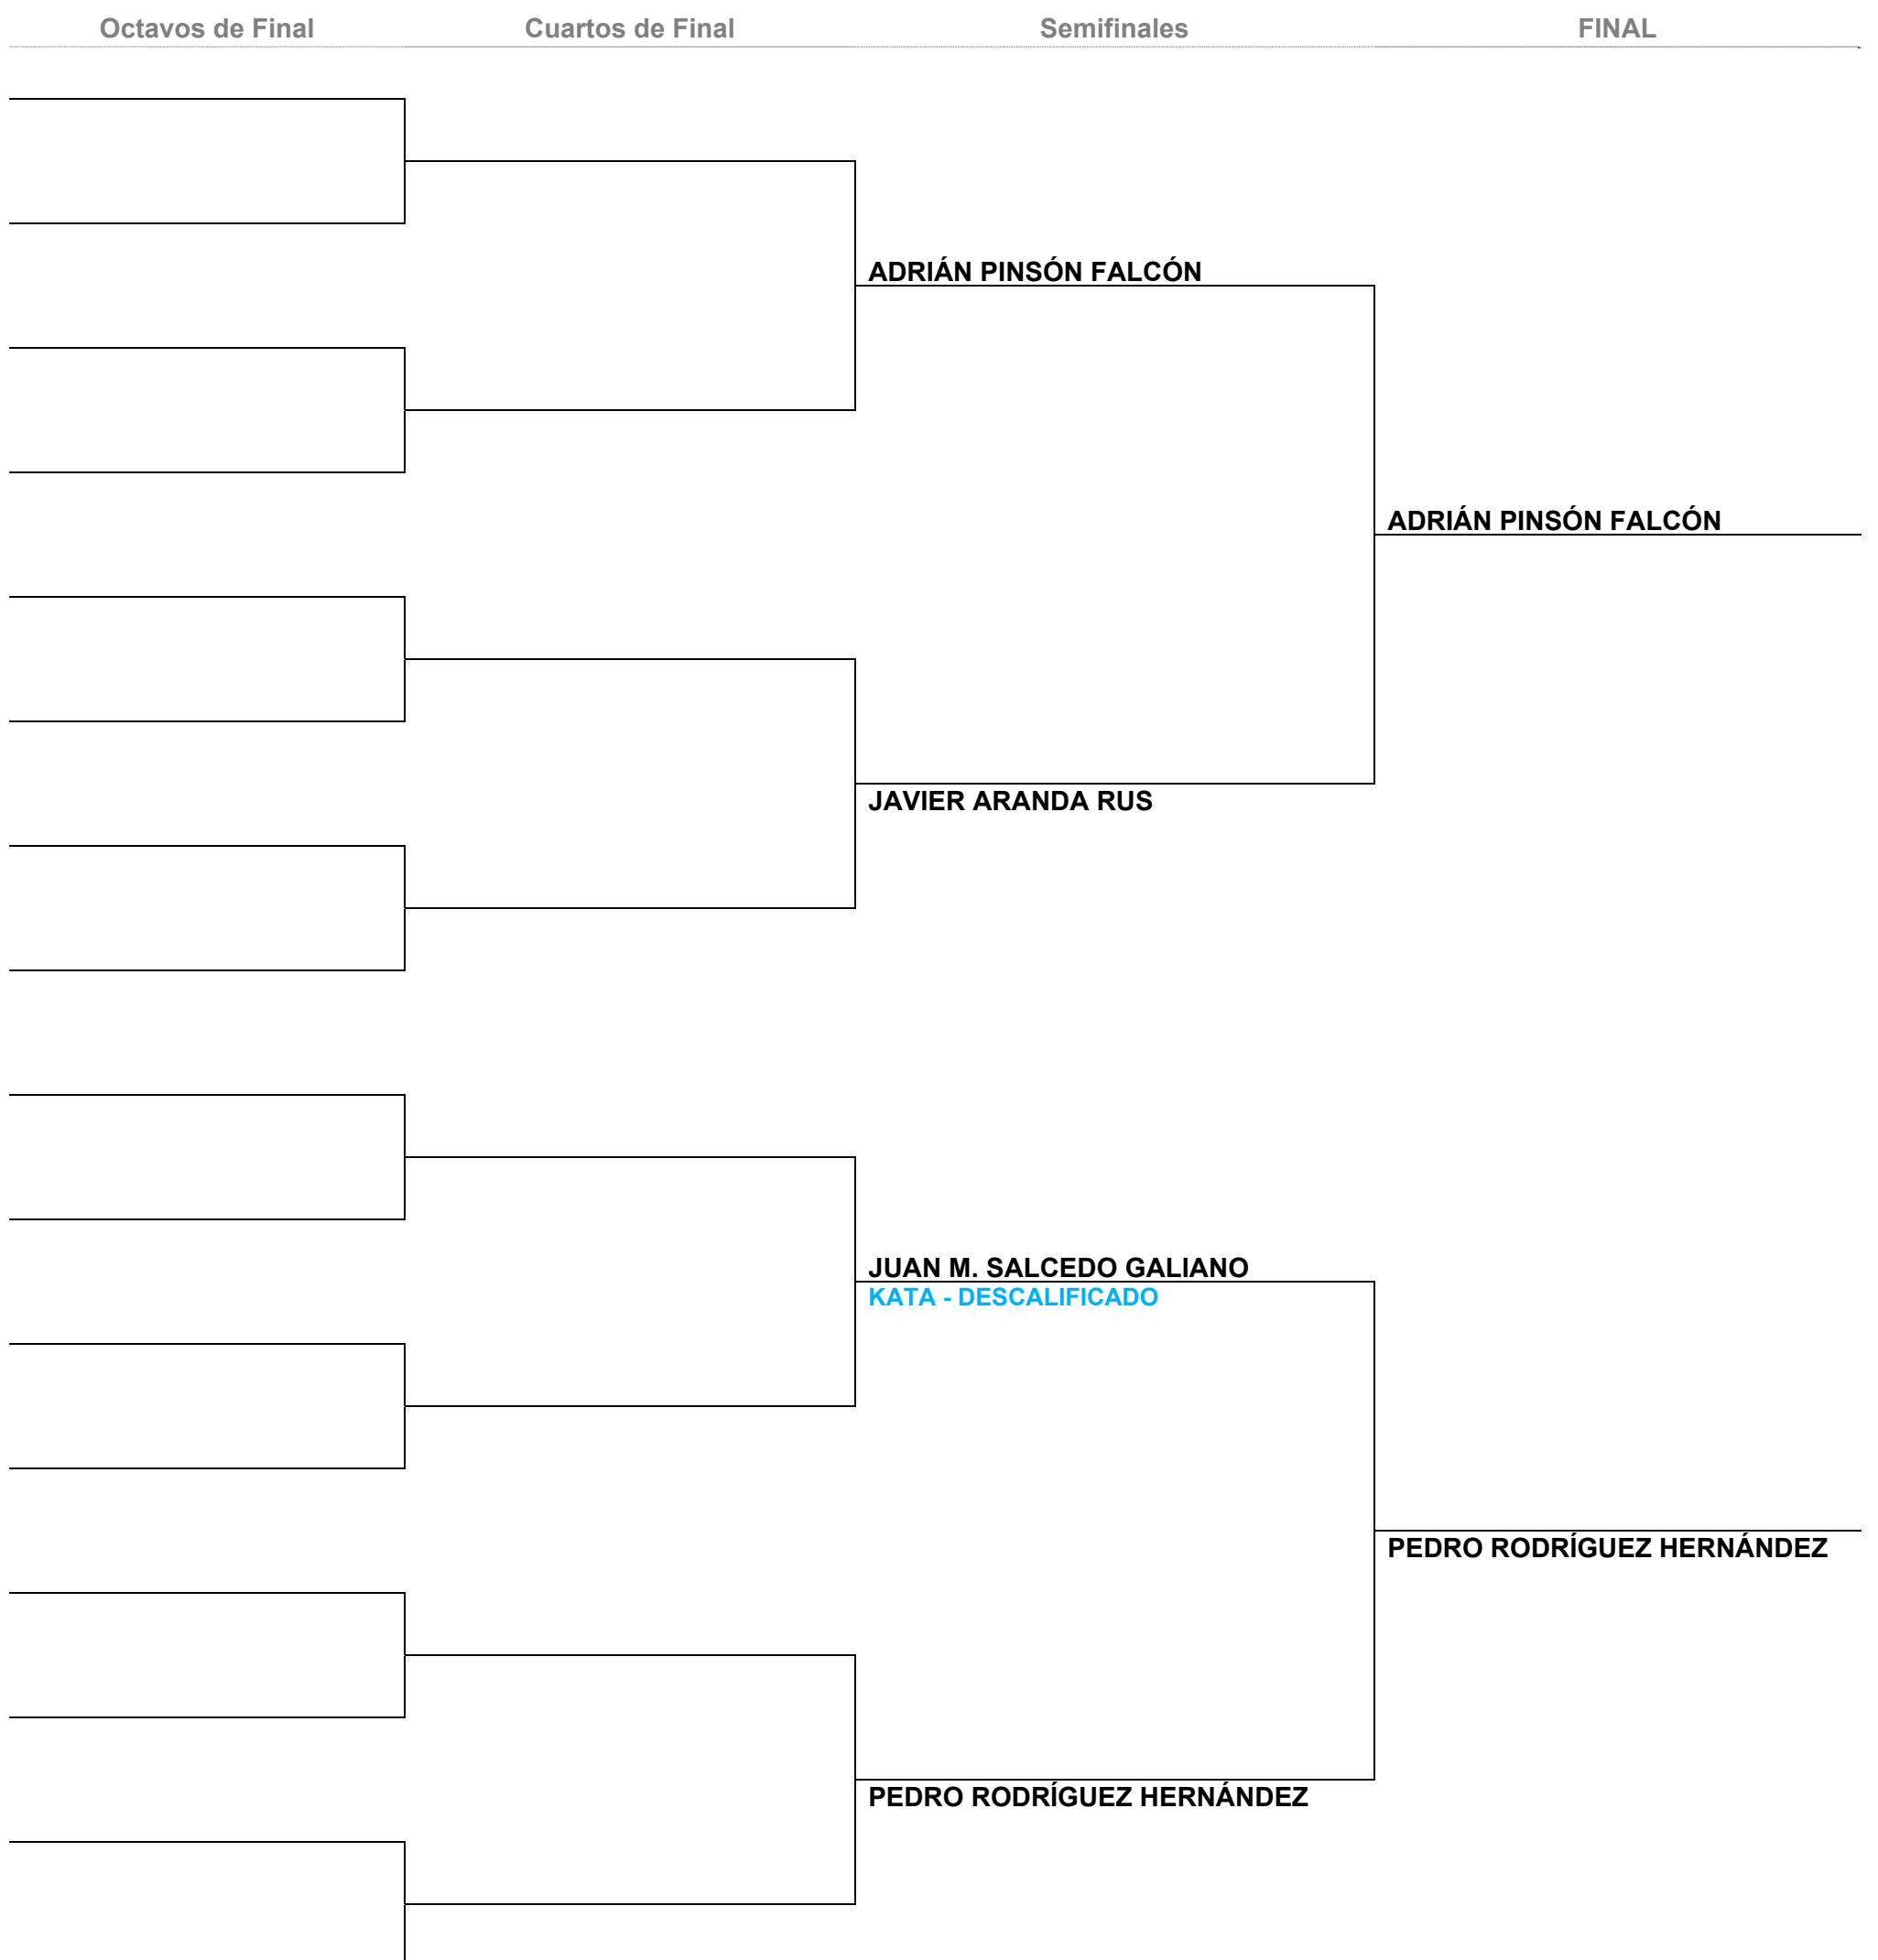 Octavos de Final Cuartos de Final Semifinales FINAL
ADRIÁN PINSÓN FALCÓN
ADRIÁN PINSÓN FALCÓN
JAVIER ARANDA RUS
JUAN M. SALCEDO GALIANO
KATA - DESCALIFICADO
PEDRO RODRÍGUEZ HERNÁNDEZ
PEDRO RODRÍGUEZ HERNÁNDEZ